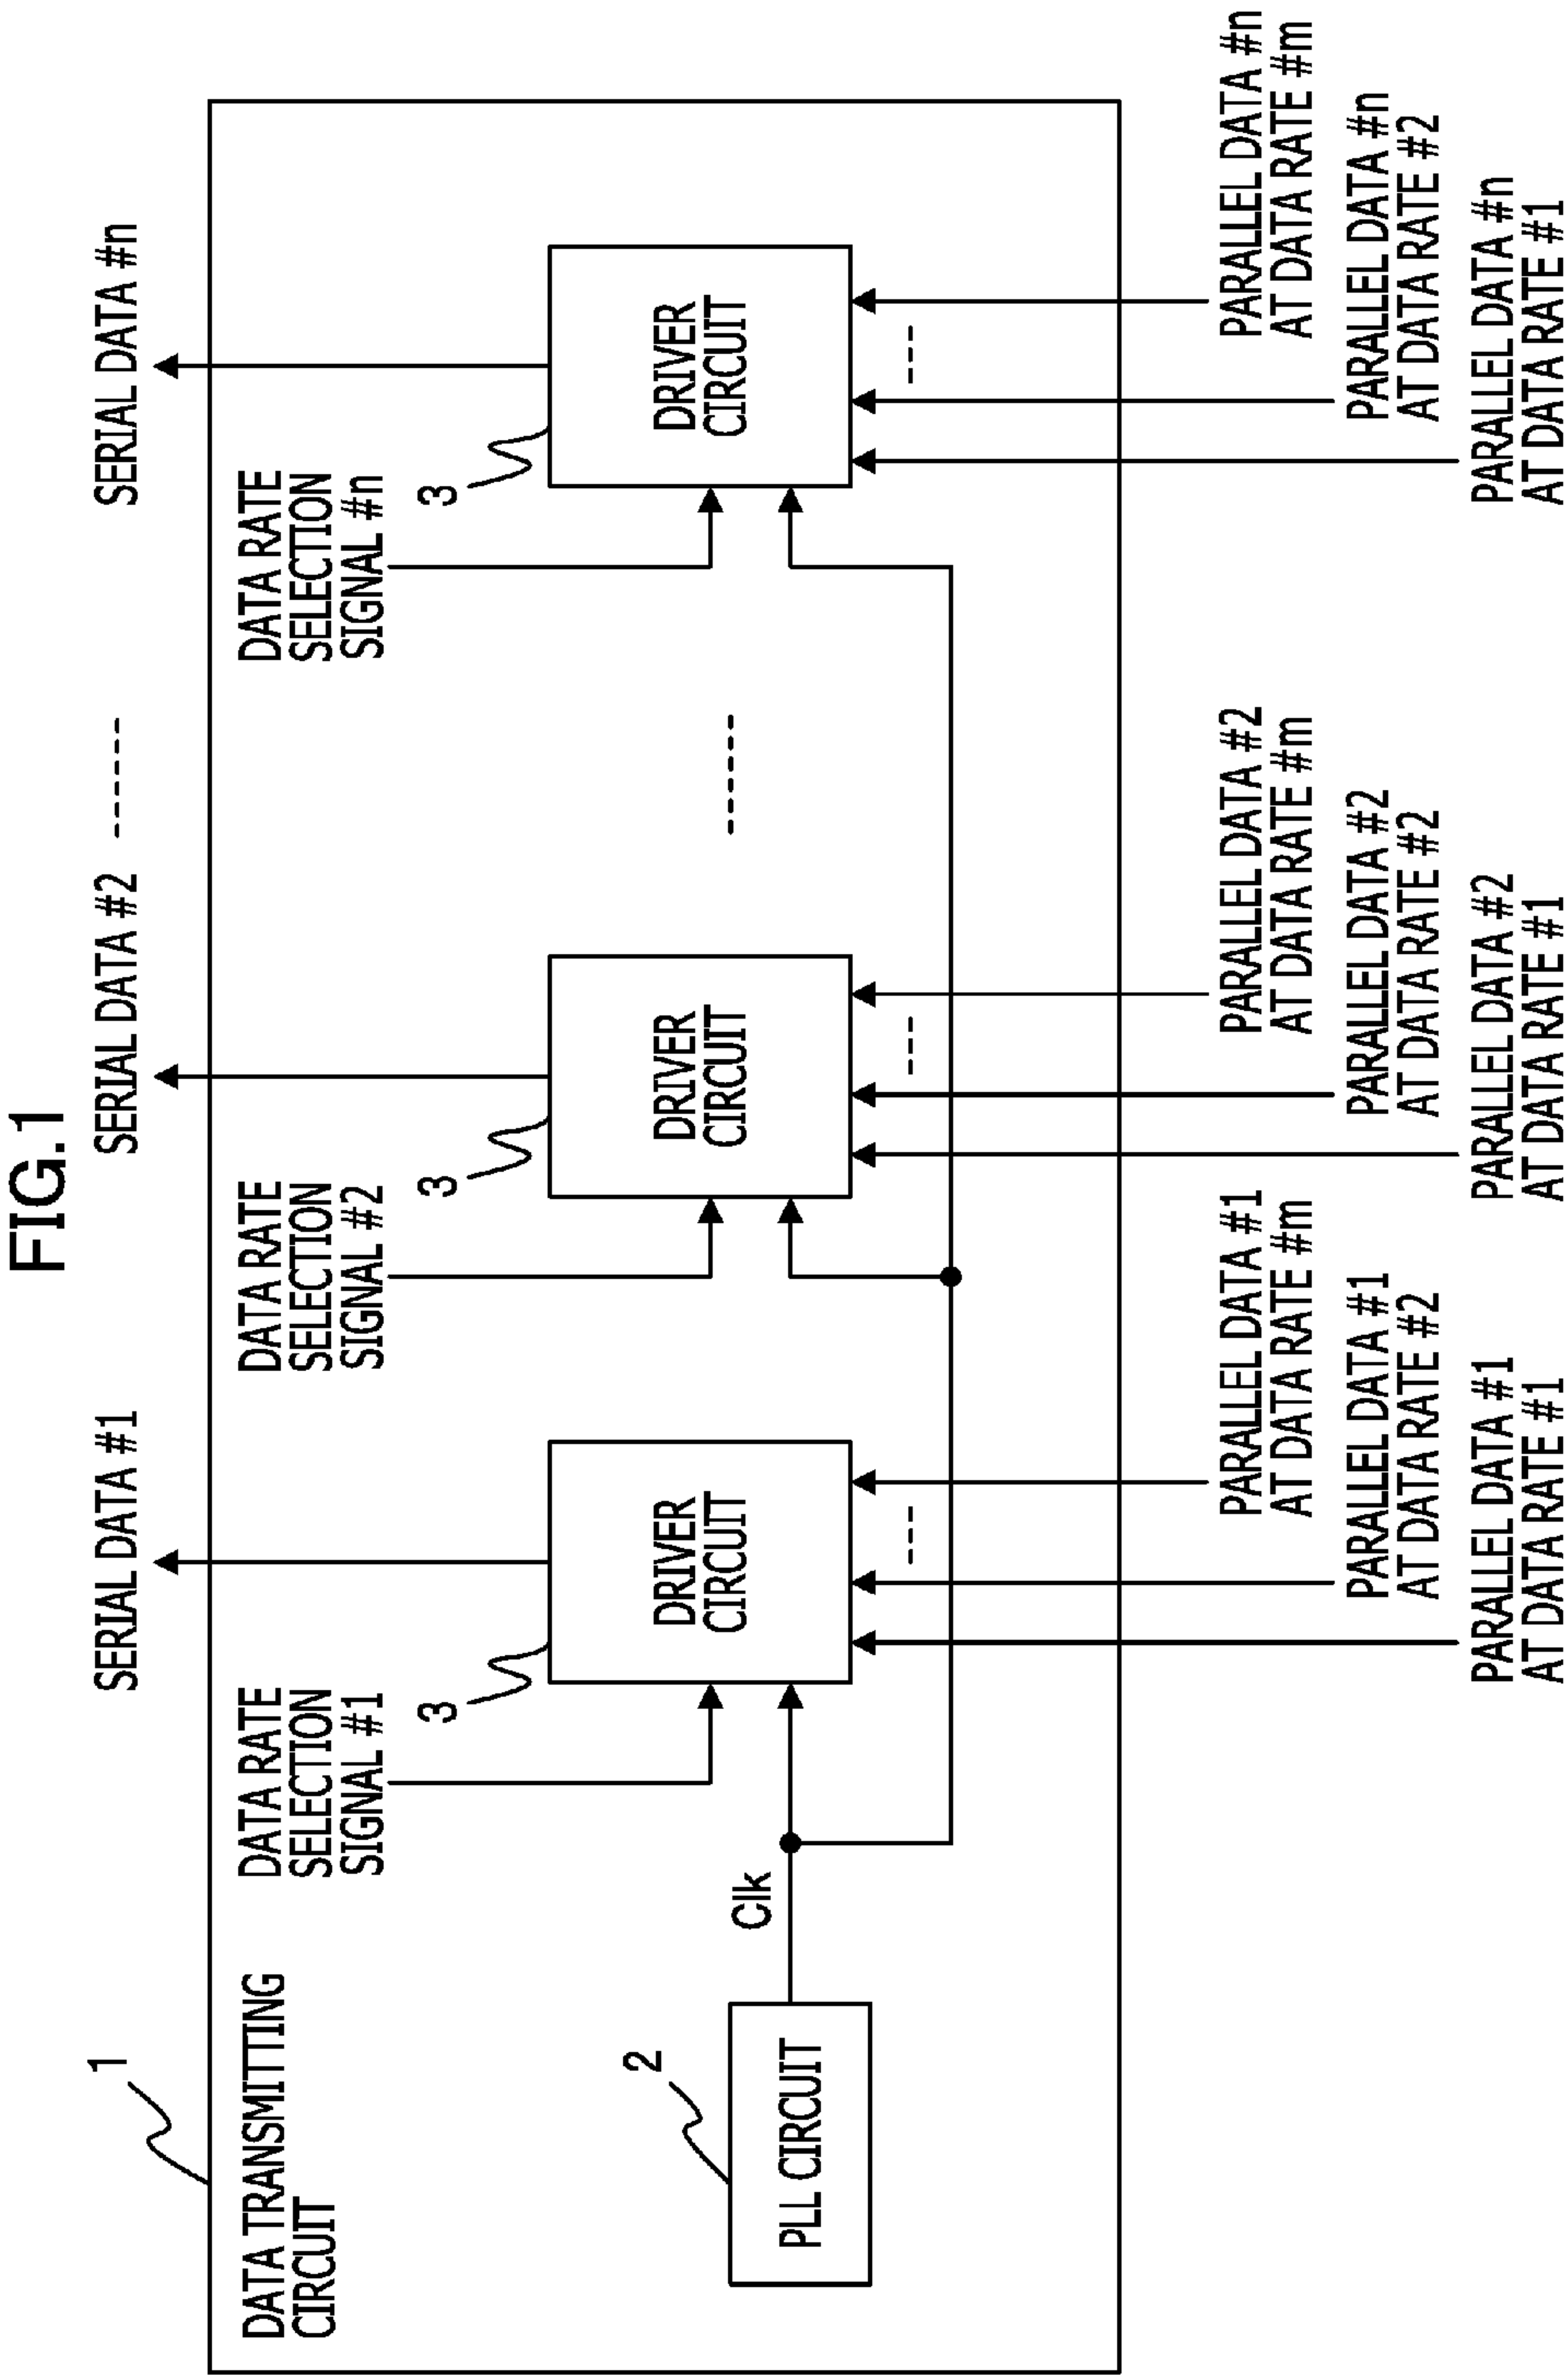 FIG.1
SERIAL DATA #1
SERIAL DATA #2
SERIAL DATA #n
1
DATA TRANSMITTING
CIRCUIT
DATA RATE
SELECTION
SIGNAL #1
DATA RATE
SELECTION
SIGNAL #2
DATA RATE
SELECTION
SIGNAL #n
3
3
3
2
PLL CIRCUIT
Clk
DRIVER
CIRCUIT
DRIVER
CIRCUIT
DRIVER
CIRCUIT
PARALLEL DATA #1
AT DATA RATE #m
PARALLEL DATA #2
AT DATA RATE #m
PARALLEL DATA #n
AT DATA RATE #m
PARALLEL DATA #1
AT DATA RATE #2
PARALLEL DATA #2
AT DATA RATE #2
PARALLEL DATA #n
AT DATA RATE #2
PARALLEL DATA #1
AT DATA RATE #1
PARALLEL DATA #2
AT DATA RATE #1
PARALLEL DATA #n
AT DATA RATE #1